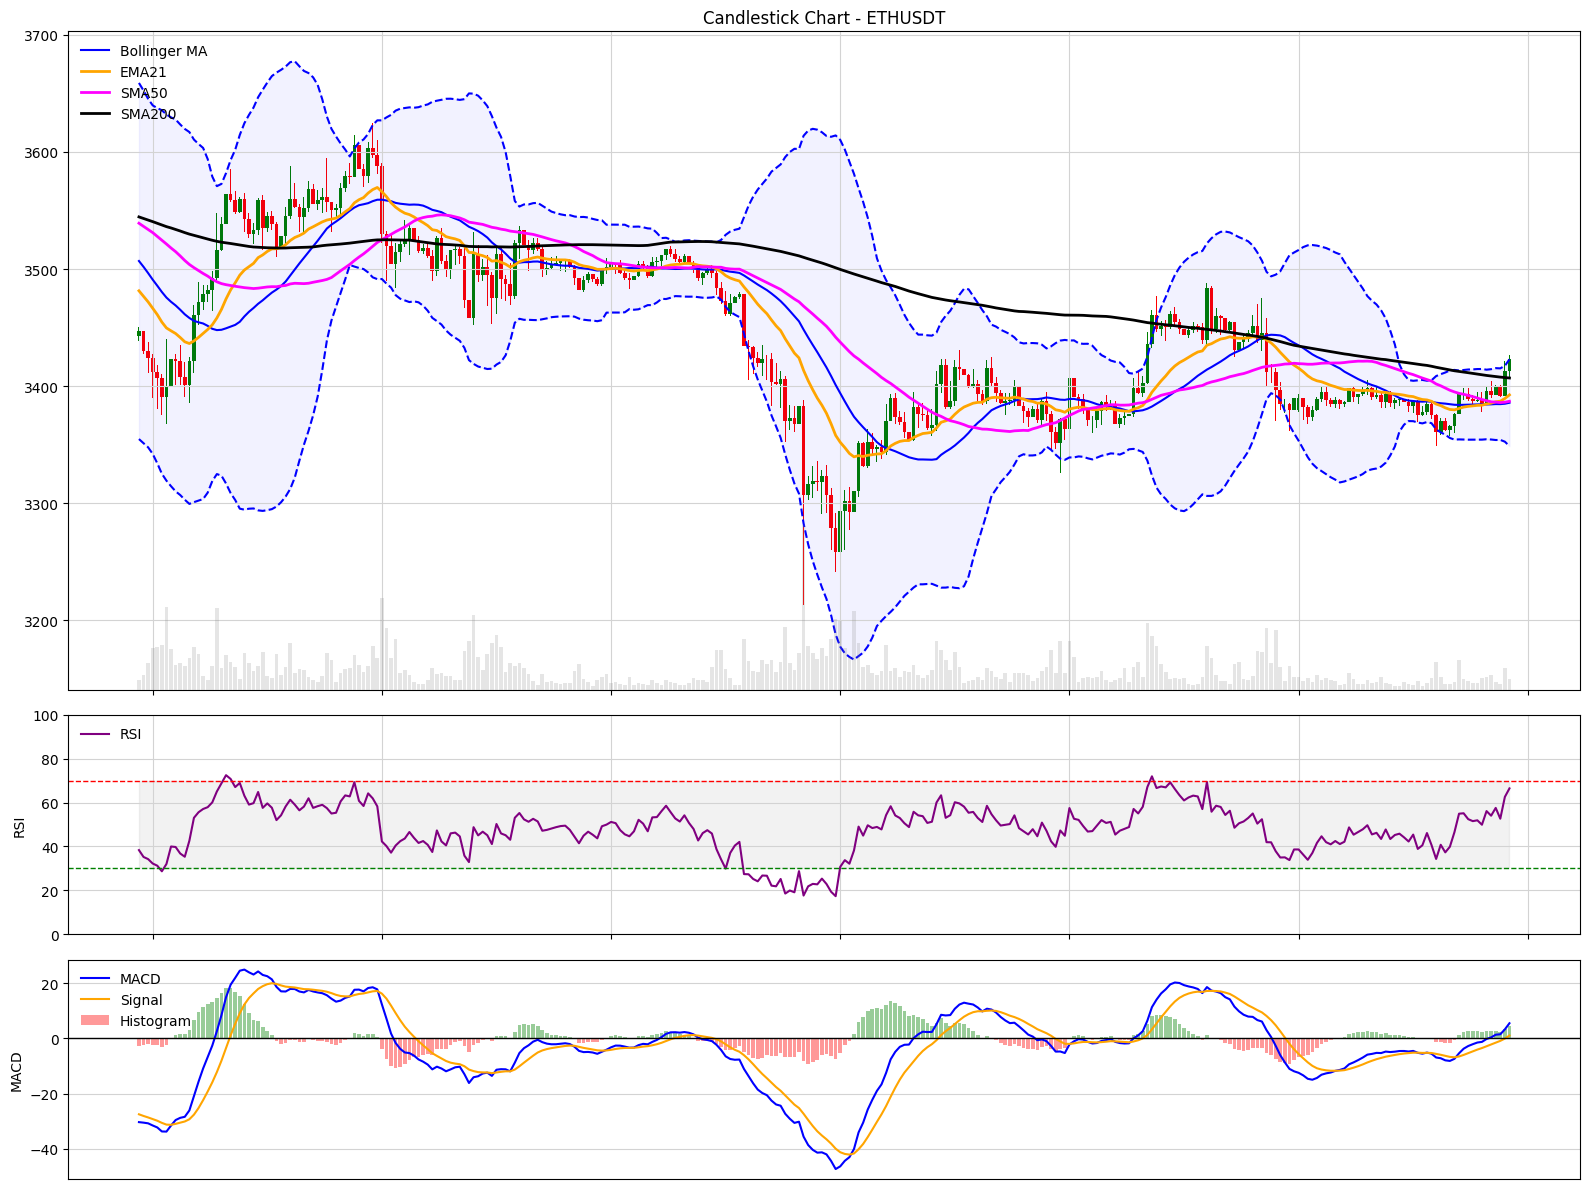 Candlestick Chart - ETHUSDT
3700
3600
3500
3400
3300
3200
Bollinger MA
EMA21
SMA50
SMA200
100
80
60
40
20
0
RSI
RSI
20
0
−20
−40
MACD
MACD
Signal
Histogram